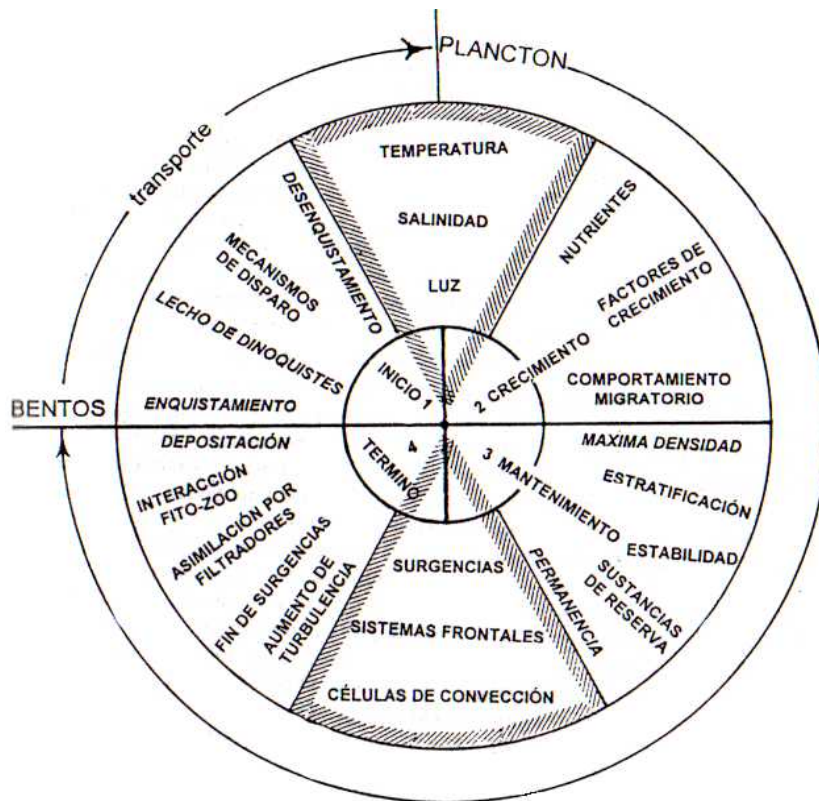 PLANCTON
transporte
BENTOS
TEMPERATURA
SALINIDAD
LUZ
NUTRIENTES
FACTORES DE
CRECIMIENTO
COMPORTAMIENTO
MIGRATORIO
2 CRECIMIENTO
MAXIMA DENSIDAD
ESTRATIFICACIÓN
ESTABILIDAD
SUSTANCIAS
DE RESERVA
PERMANENCIA
3 MANTENIMIENTO
SURGENCIAS
SISTEMAS FRONTALES
CÉLULAS DE CONVECCIÓN
4
TERMINO
AUMENTO DE
TURBULENCIA
FIN DE SURGENCIAS
ASIMILACIÓN POR
FILTRADORES
INTERACCIÓN
FITO-ZOO
DEPOSITACIÓN
ENQUISTAMIENTO
LECHO DE DINOQUISTES
MECANISMOS
DE DISPARO
DESENQUISTAMIENTO
INICIO 1